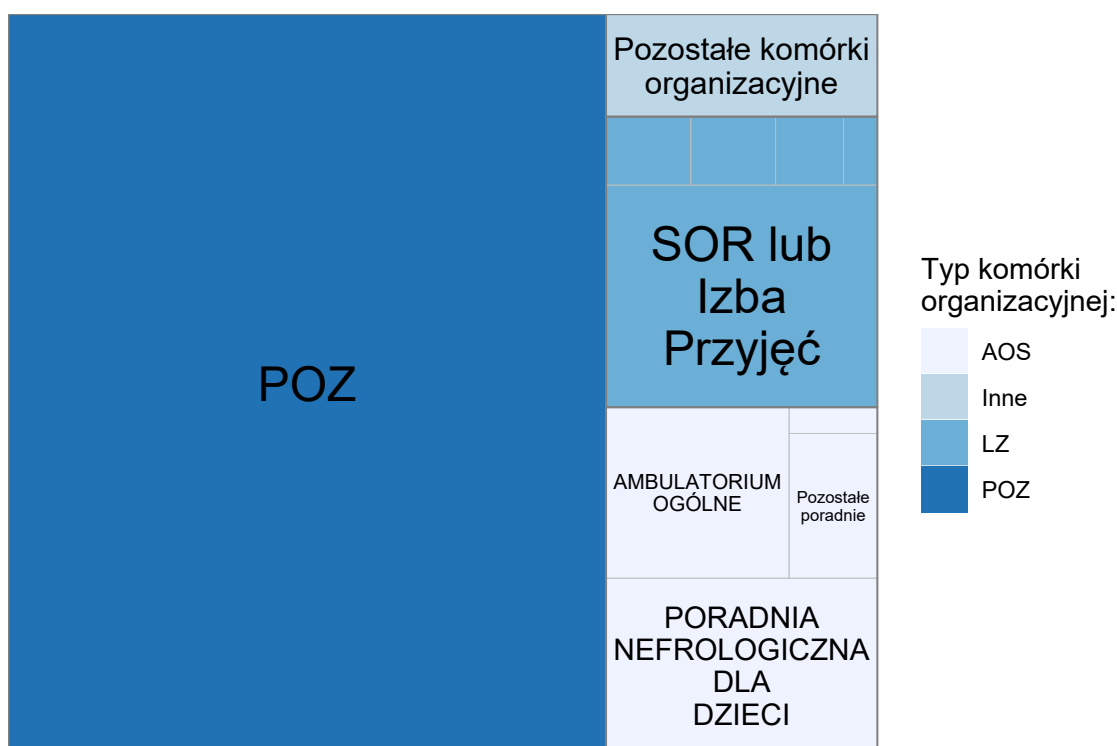 POZ
Pozostałe komórki
organizacyjne
SOR lub
Izba
Przyjęć
AMBULATORIUM
OGÓLNE
Pozostałe
poradnie
PORADNIA
NEFROLOGICZNA
DLA
DZIECI
Typ komórki
organizacyjnej:
AOS
Inne
LZ
POZ